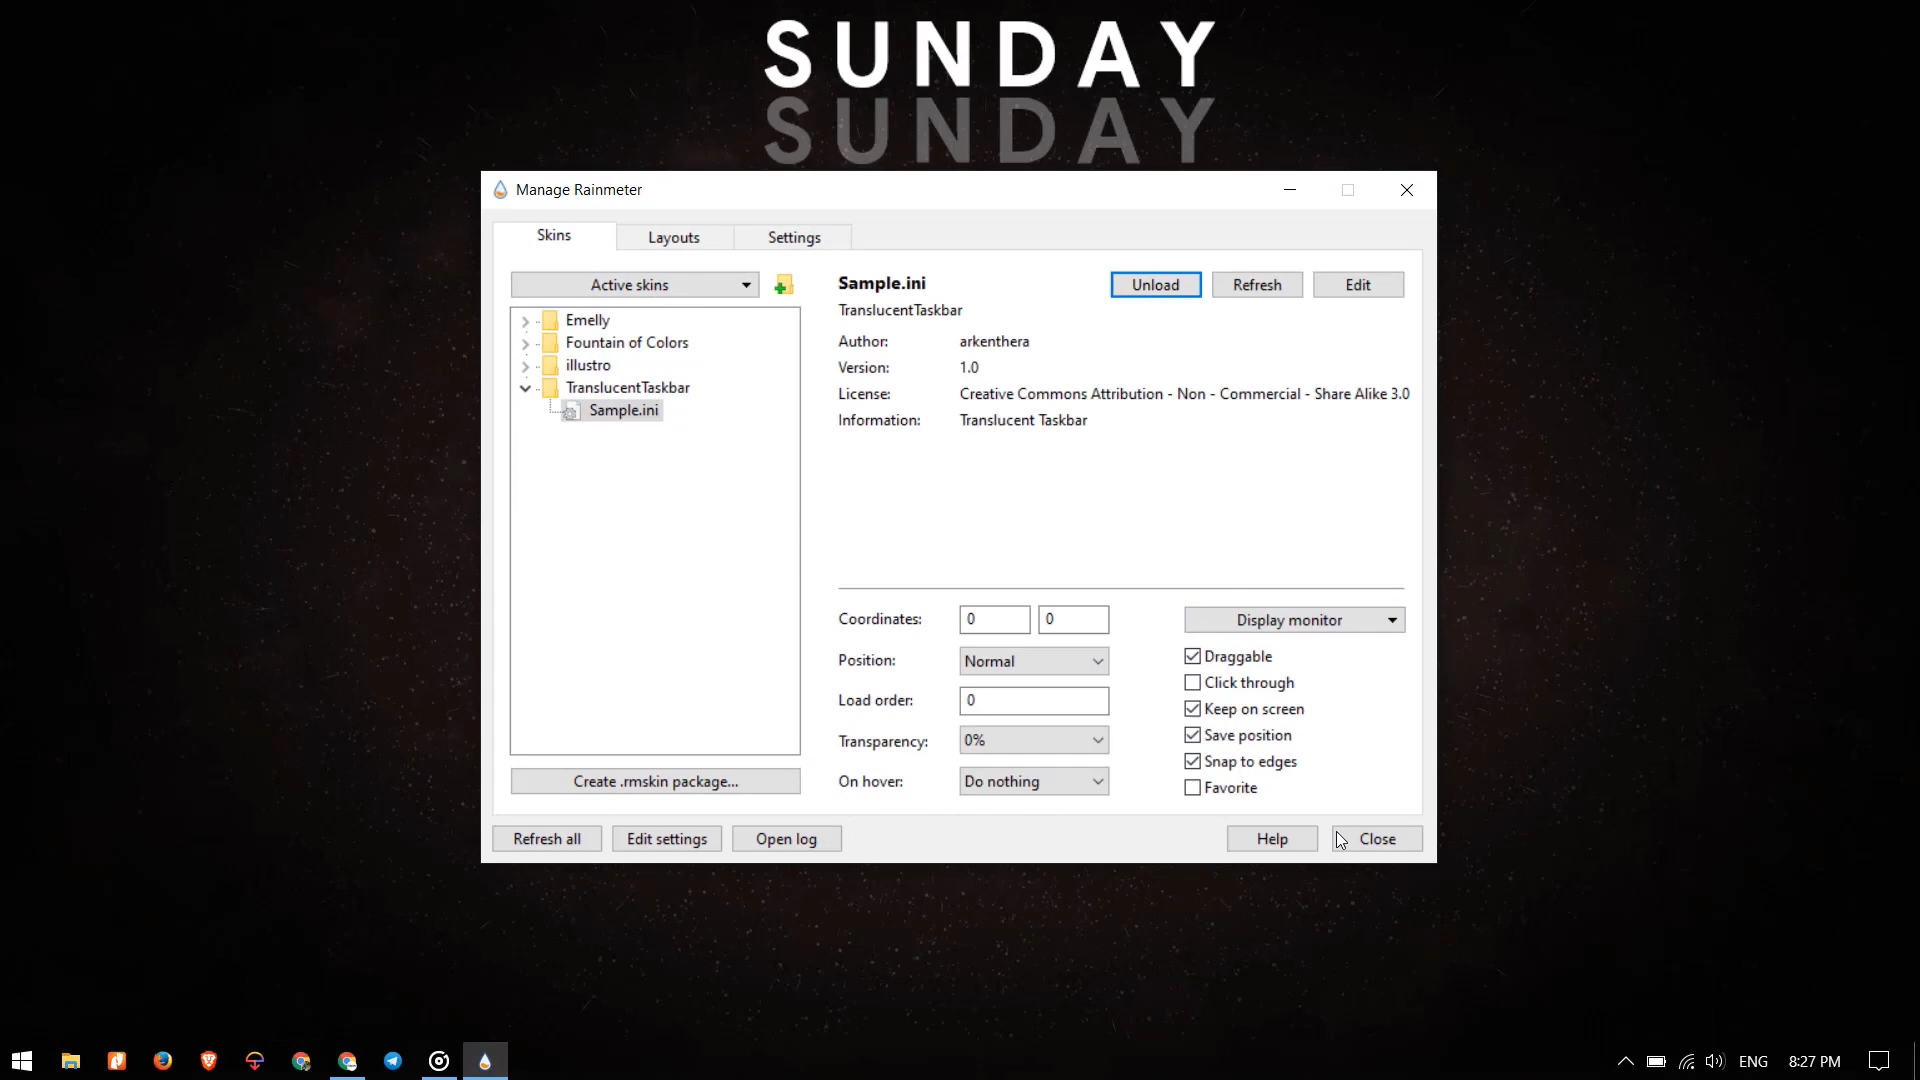 SUNDAY
SUNDAY
Manage Rainmeter
Skins
Layouts
Settings
Active skins
Emelly
Fountain of Colors
illustro
TranslucentTaskbar
Sample.ini
Create .rmskin package...
Sample.ini
Unload
Refresh
Edit
TranslucentTaskbar
Author: arkenthera
Version: 1.0
License: Creative Commons Attribution - Non - Commercial - Share Alike 3.0
Information: Translucent Taskbar
Coordinates: 0 0
Position: Normal
Load order: 0
Transparency: 0%
On hover: Do nothing
Display monitor
Draggable
Click through
Keep on screen
Save position
Snap to edges
Favorite
Refresh all
Edit settings
Open log
Help
Close
ENG
8:27 PM